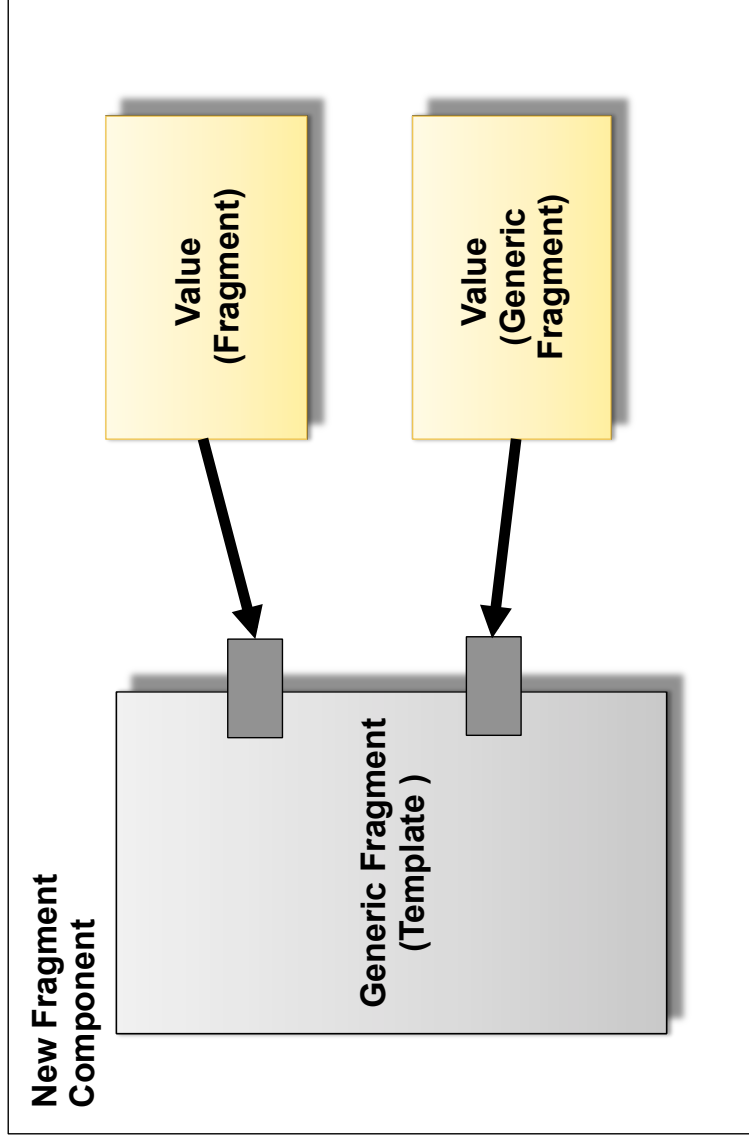 New Fragment
Component
Generic Fragment
(Template )
Value
(Fragment)
Value
(Generic
Fragment)